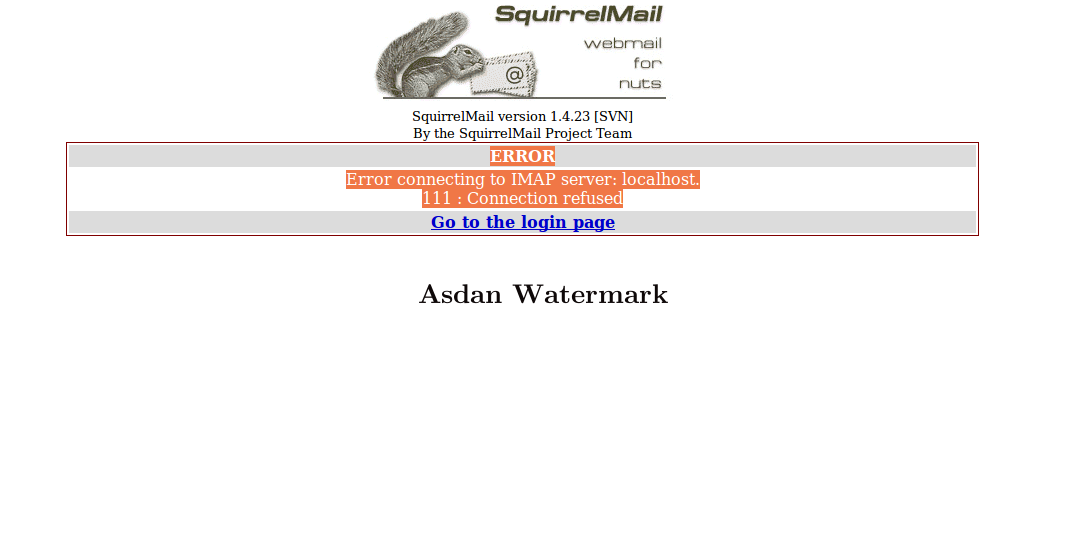 SquirrelMail
webmail
for
nuts
@
SquirrelMail version 1.4.23 [SVN]
By the SquirrelMail Project Team
ERROR
Error connecting to IMAP server: localhost.
111 : Connection refused
Go to the login page
Asdan Watermark